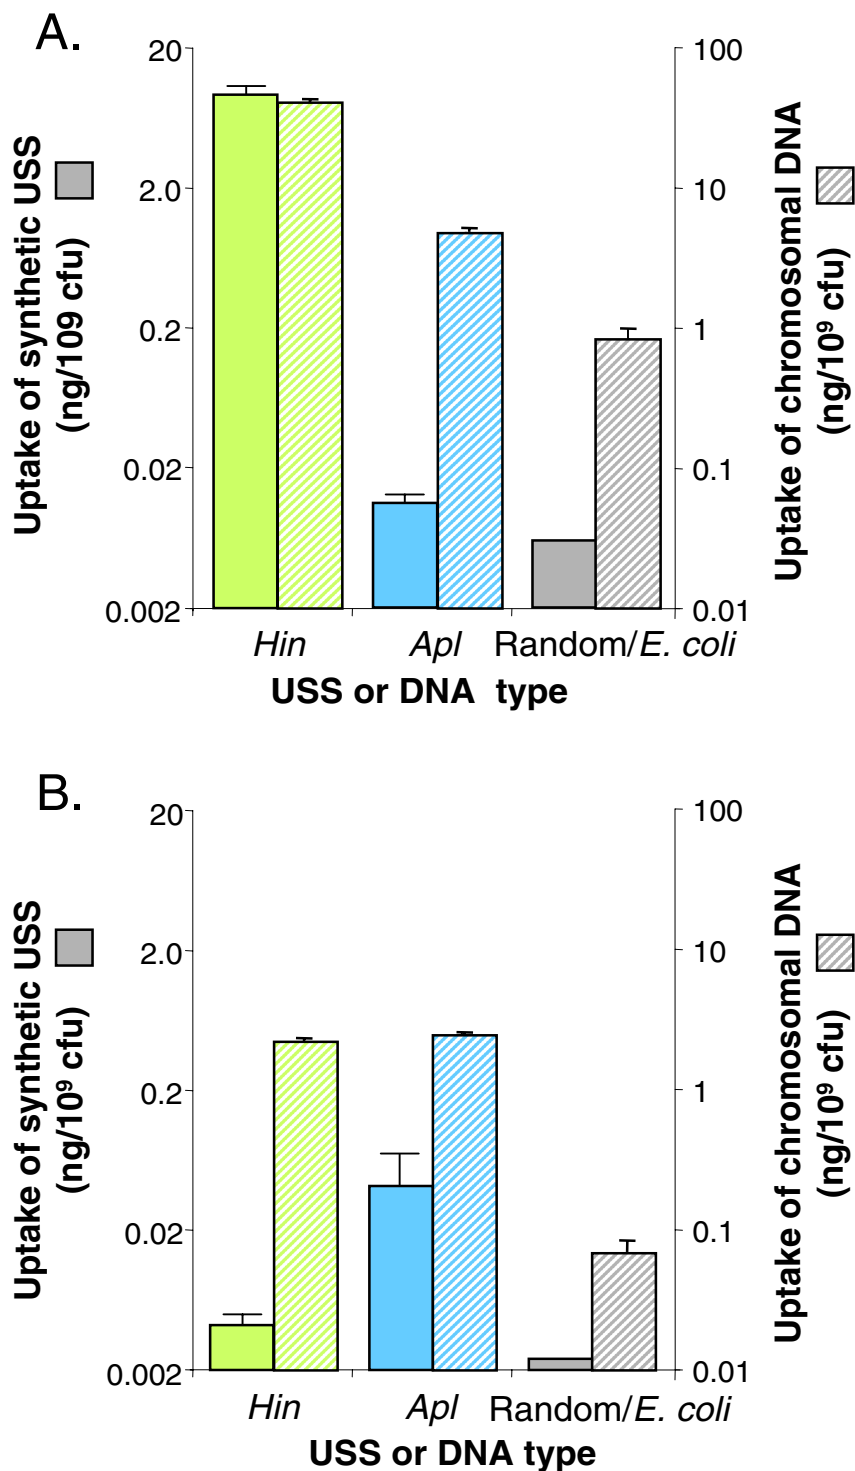 A.
Uptake of synthetic USS
(ng/109 cfu)
20
2.0
0.2
0.02
0.002
100
10
1
0.1
0.01
Uptake of chromosomal DNA
(ng/10⁹ cfu)
Hin Apl Random/E. coli
USS or DNA type
B.
Uptake of synthetic USS
(ng/10⁹ cfu)
20
2.0
0.2
0.02
0.002
100
10
1
0.1
0.01
Uptake of chromosomal DNA
(ng/10⁹ cfu)
Hin Apl Random/E. coli
USS or DNA type